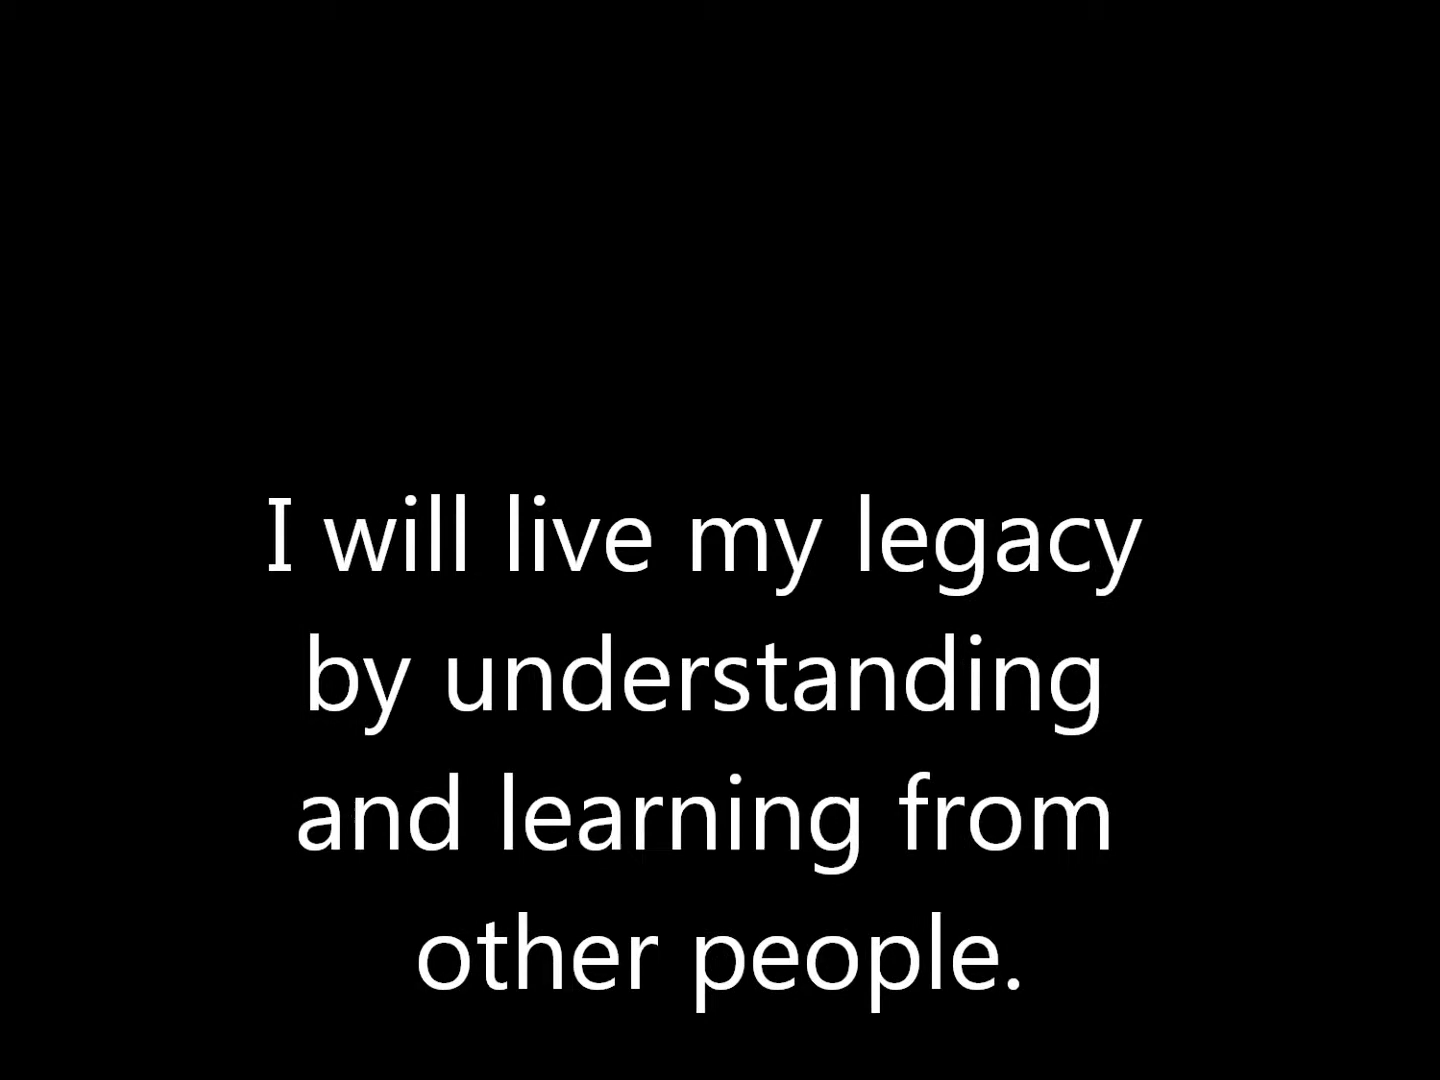 I will live my legacy
by understanding
and learning from
other people.